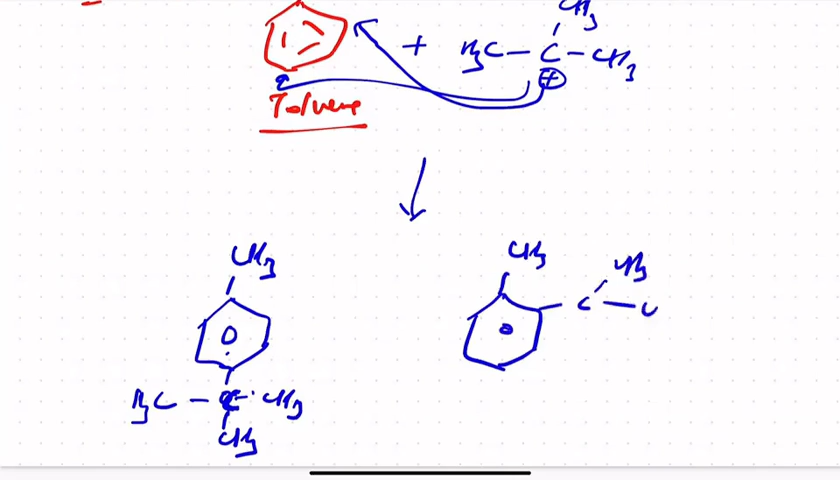 CH3
+ H3C – C – CH3
⊕
Toluene
CH3 CH3
CH3
C – C
H3C – C – CH3
CH3